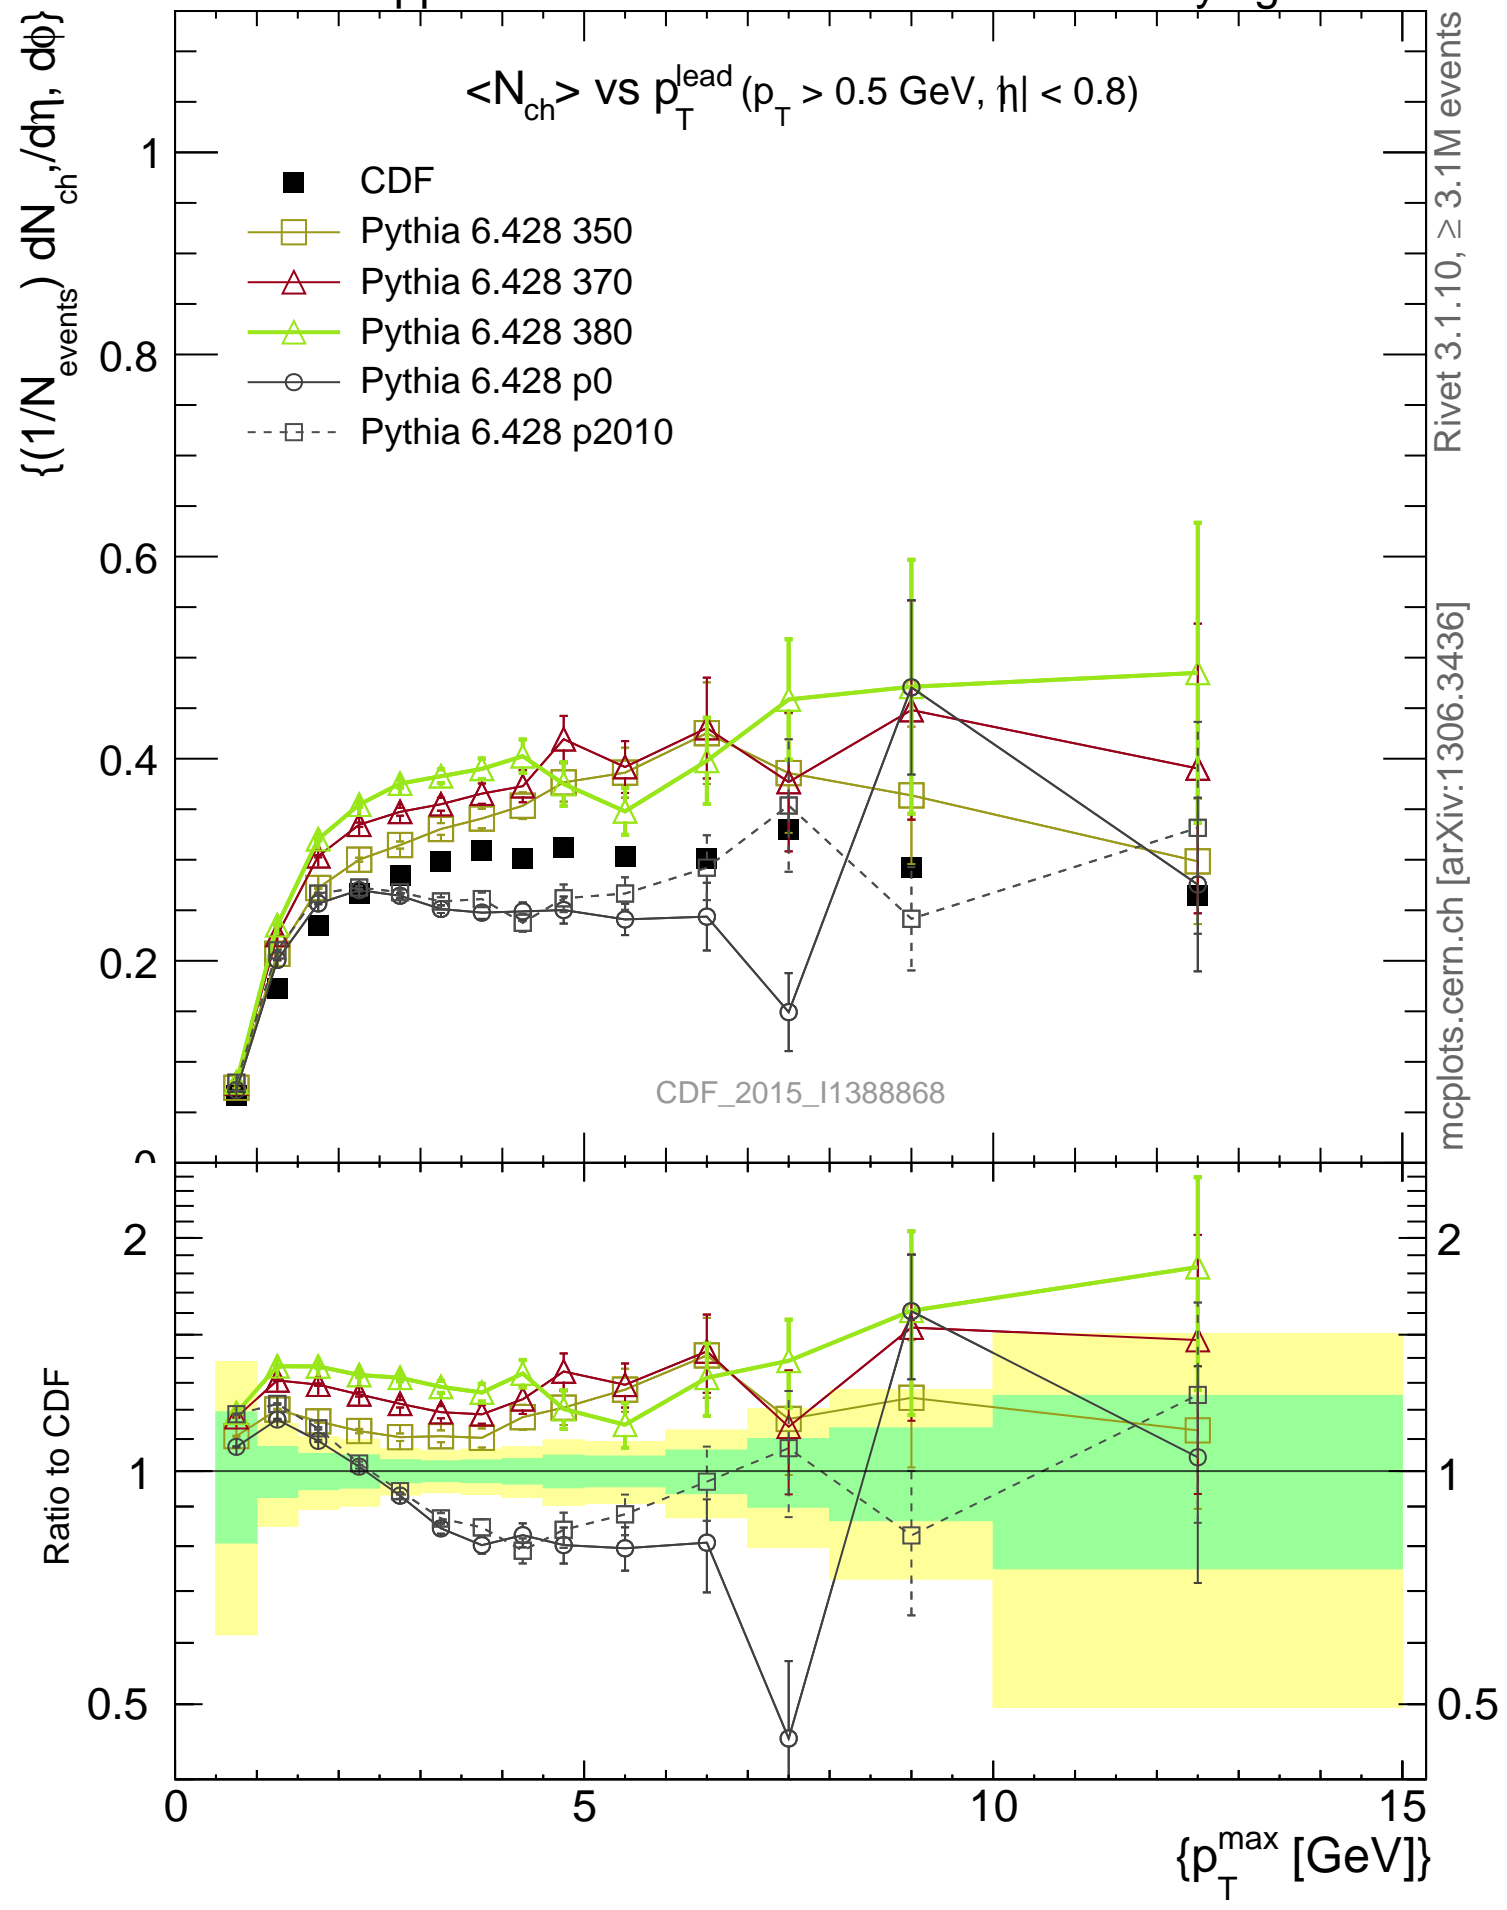 <N_ch> vs p_T^lead (p_T > 0.5 GeV, |η| < 0.8)
{(1/N_events) dN_ch/dη, dφ}
CDF
Pythia 6.428 350
Pythia 6.428 370
Pythia 6.428 380
Pythia 6.428 p0
Pythia 6.428 p2010
1
0.8
0.6
0.4
0.2
0
CDF_2015_I1388868
Rivet 3.1.10, ≥ 3.1M events
mcplots.cern.ch [arXiv:1306.3436]
Ratio to CDF
2
1
0.5
2
1
0.5
0 5 10 15
{p_T^max [GeV]}